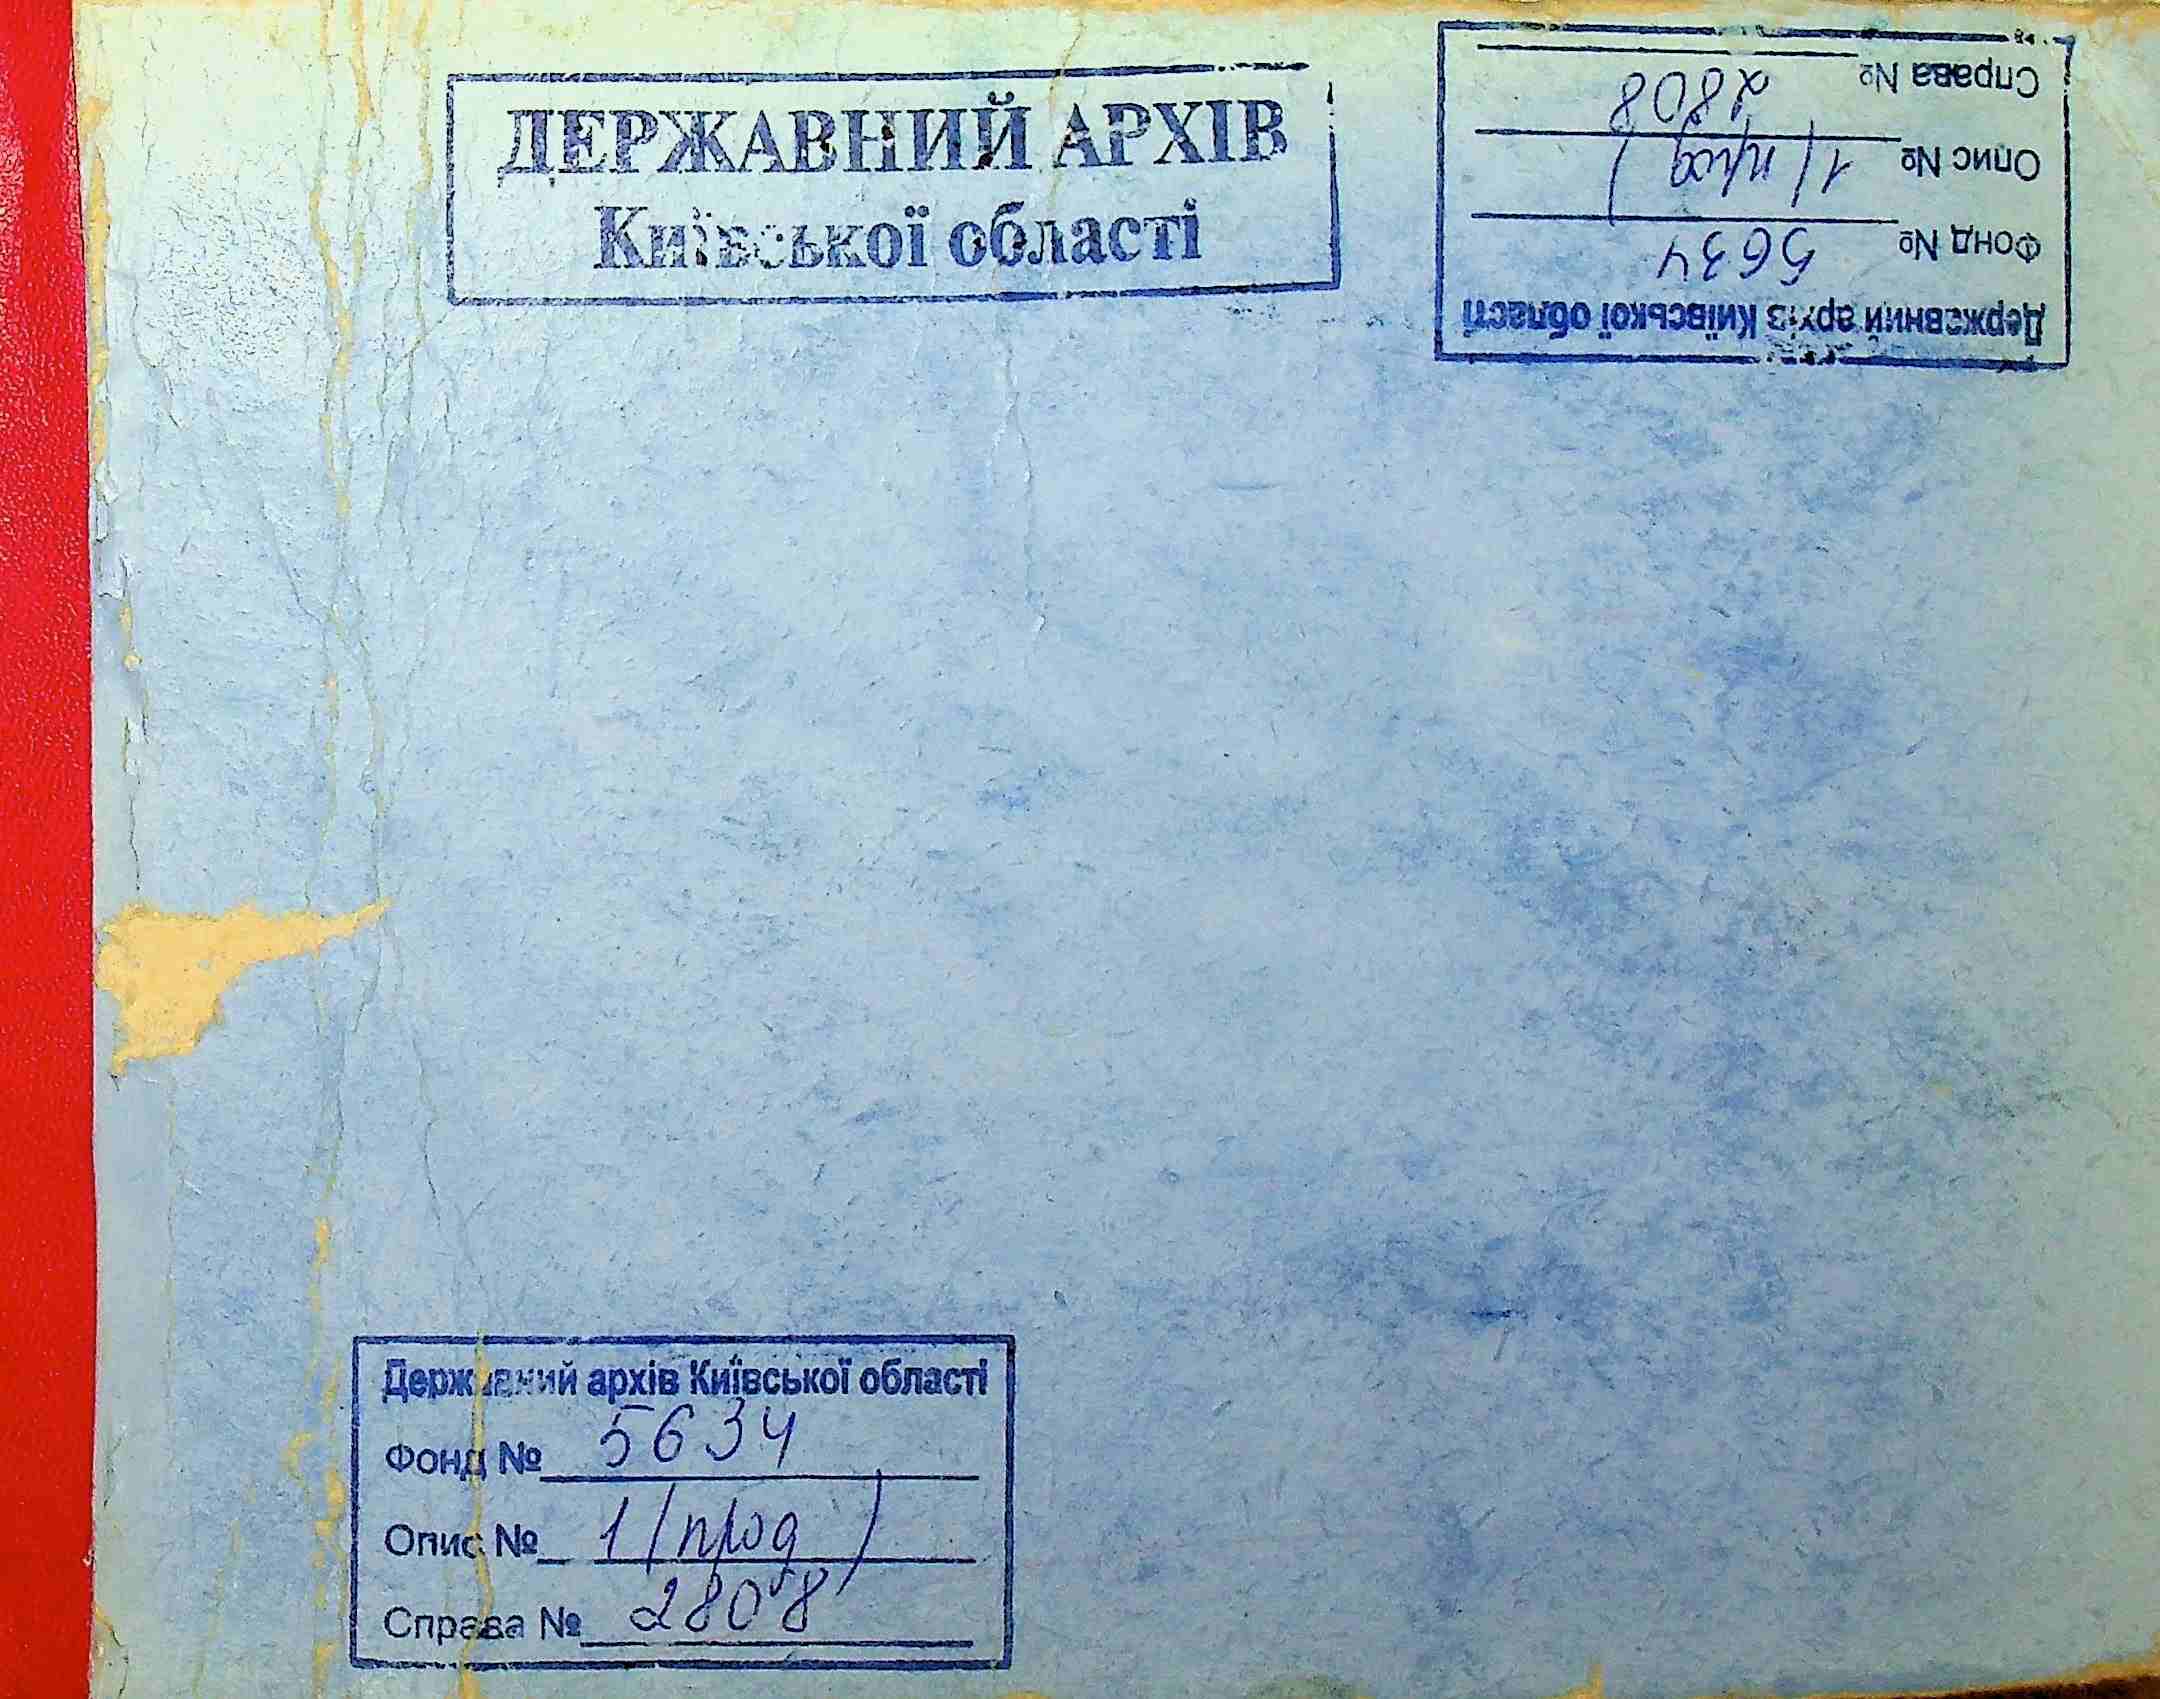 ДЕРЖАВНИЙ АРХІВ
Київської області
Державний архів Київської області
Фонд № 5634
Опис № 1 (прод)
Справа № 2808
Державний архів Київської області
Фонд № 5634
Опис № 1 (прод)
Справа № 2808